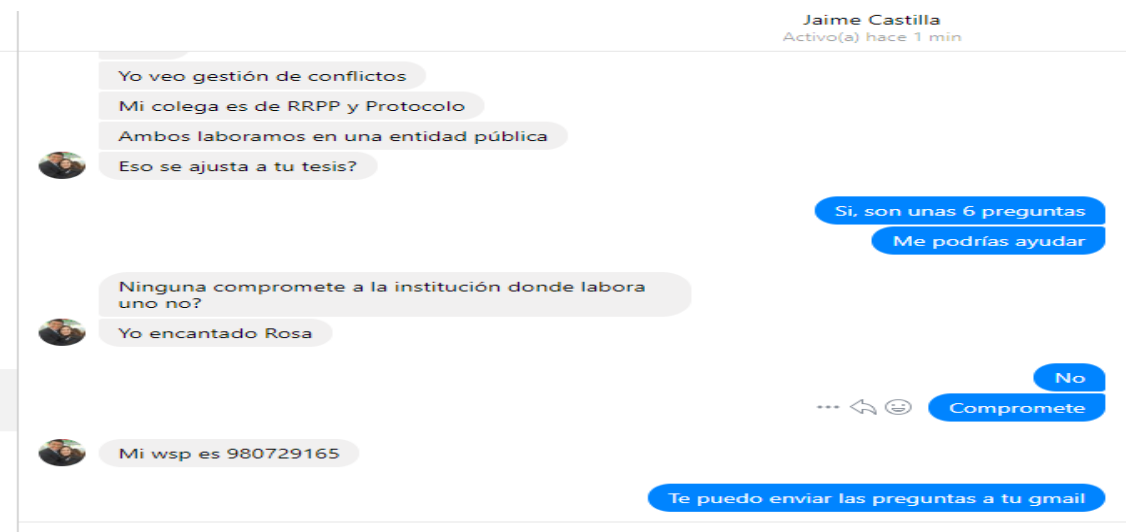 Jaime Castilla
Activo(a) hace 1 min
Yo veo gestión de conflictos
Mi colega es de RRPP y Protocolo
Ambos laboramos en una entidad pública
Eso se ajusta a tu tesis?
Si, son unas 6 preguntas
Me podrías ayudar
Ninguna compromete a la institución donde labora
uno no?
Yo encantado Rosa
No
Compromete
Mi wsp es 980729165
Te puedo enviar las preguntas a tu gmail